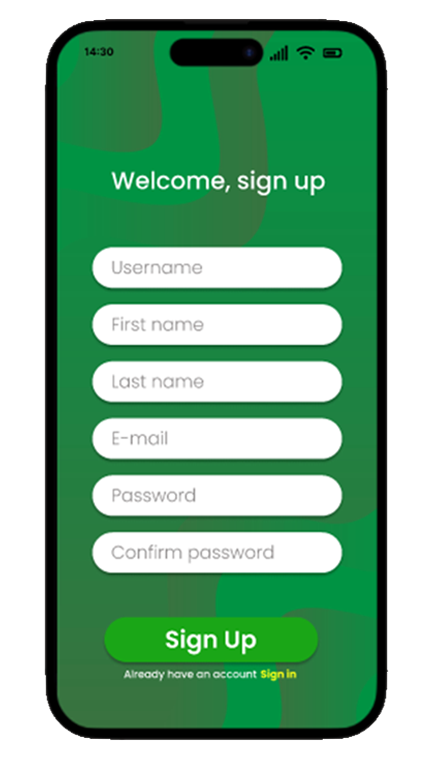 14:30
Welcome, sign up
Username
First name
Last name
E-mail
Password
Confirm password
Sign Up
Already have an account Sign in